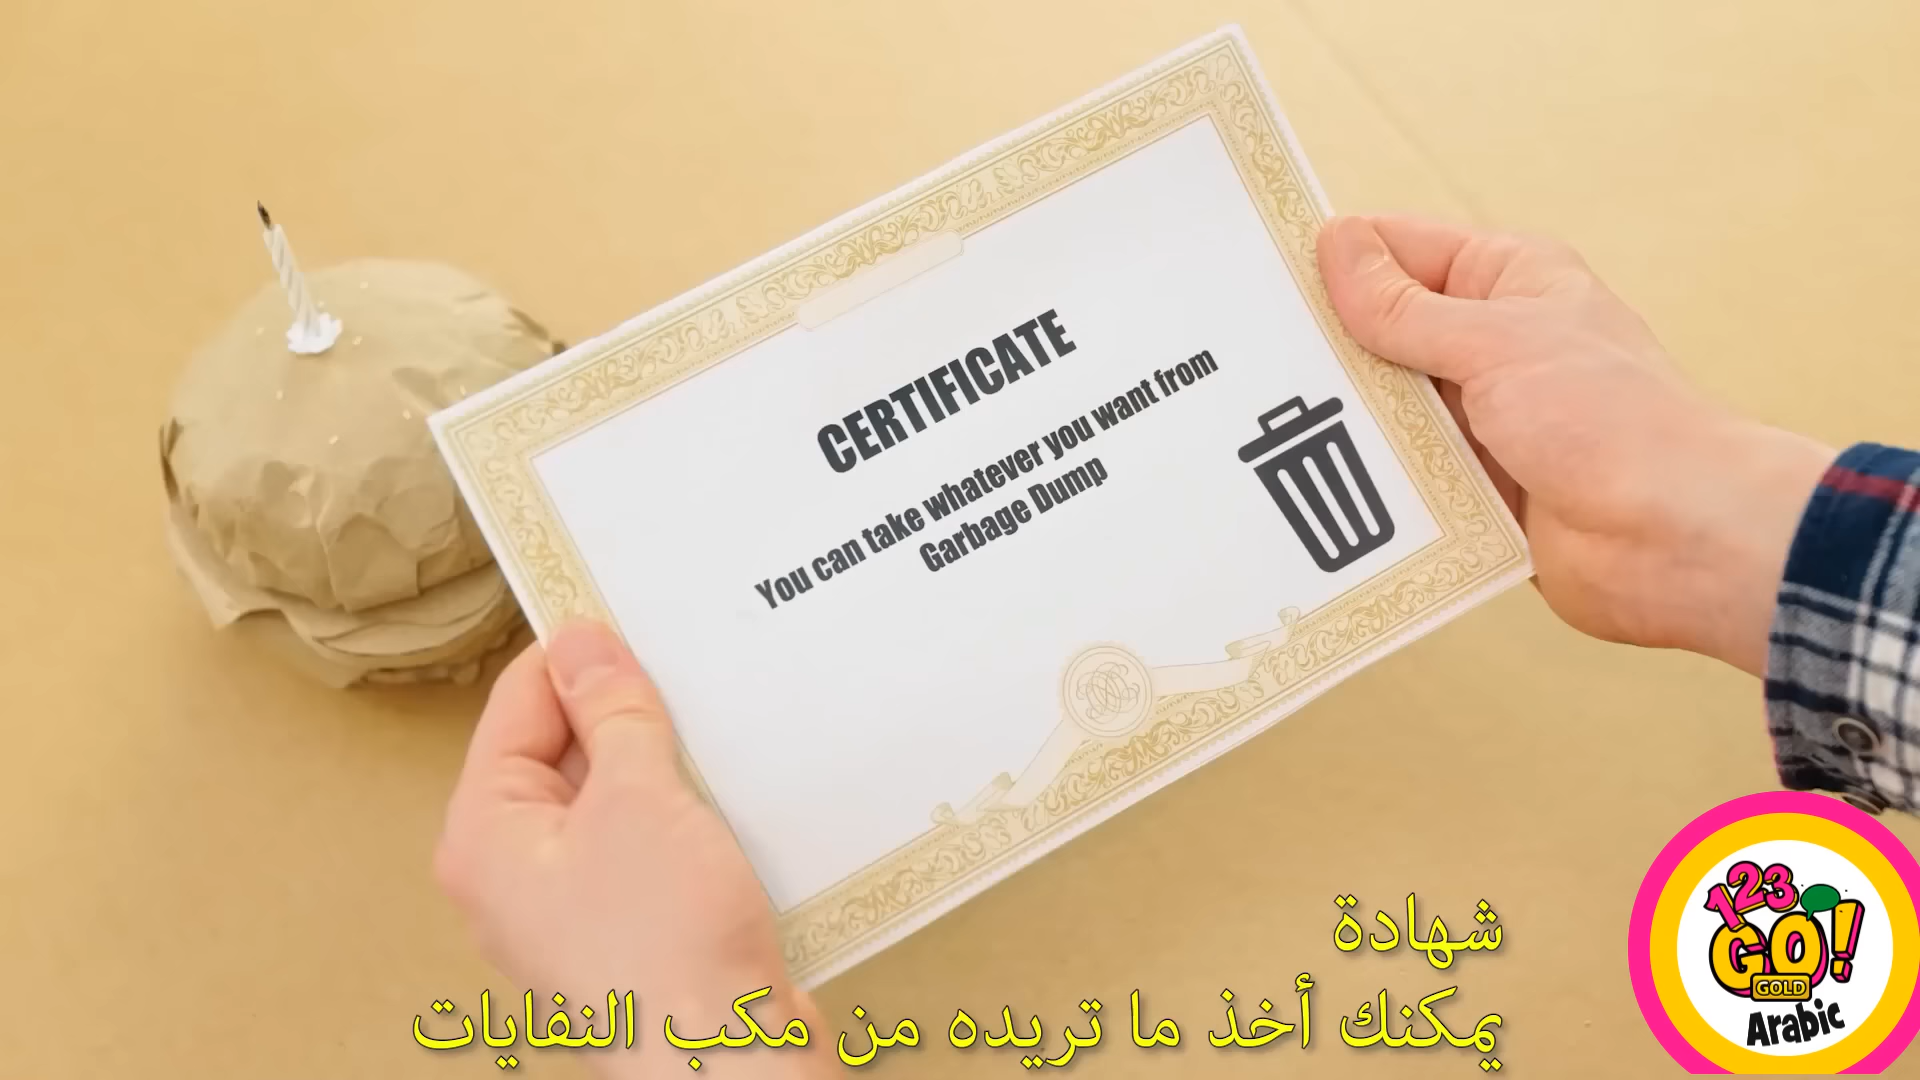 CERTIFICATE
You can take whatever you want from
Garbage Dump
شهادة
يمكنك أخذ ما تريده من مكب النفايات
123
GO!
GOLD
Arabic